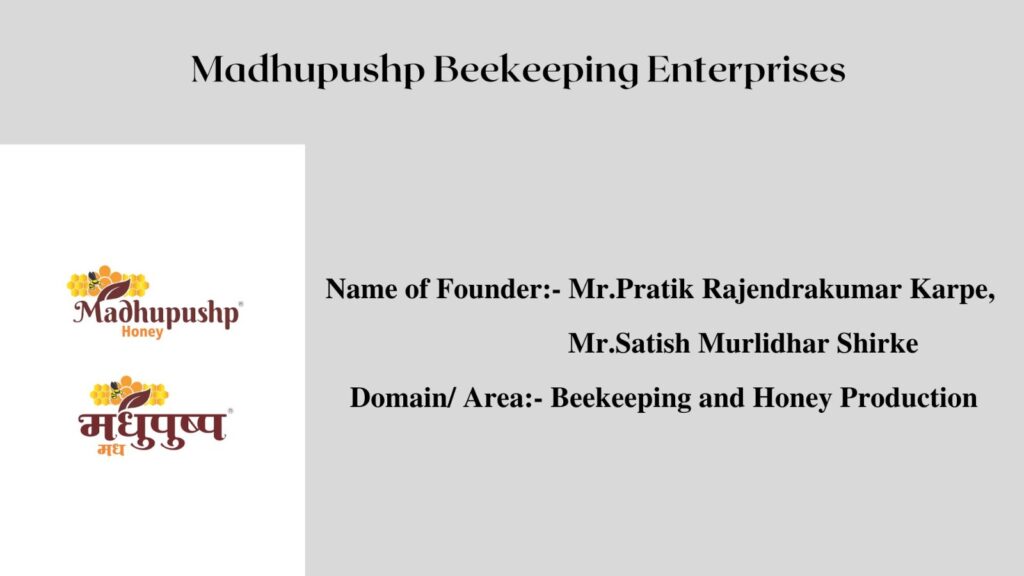 Madhupushp Beekeeping Enterprises
Madhupushp®
Honey
मधुपुष्प®
मध
Name of Founder:- Mr.Pratik Rajendrakumar Karpe,
Mr.Satish Murlidhar Shirke
Domain/ Area:- Beekeeping and Honey Production